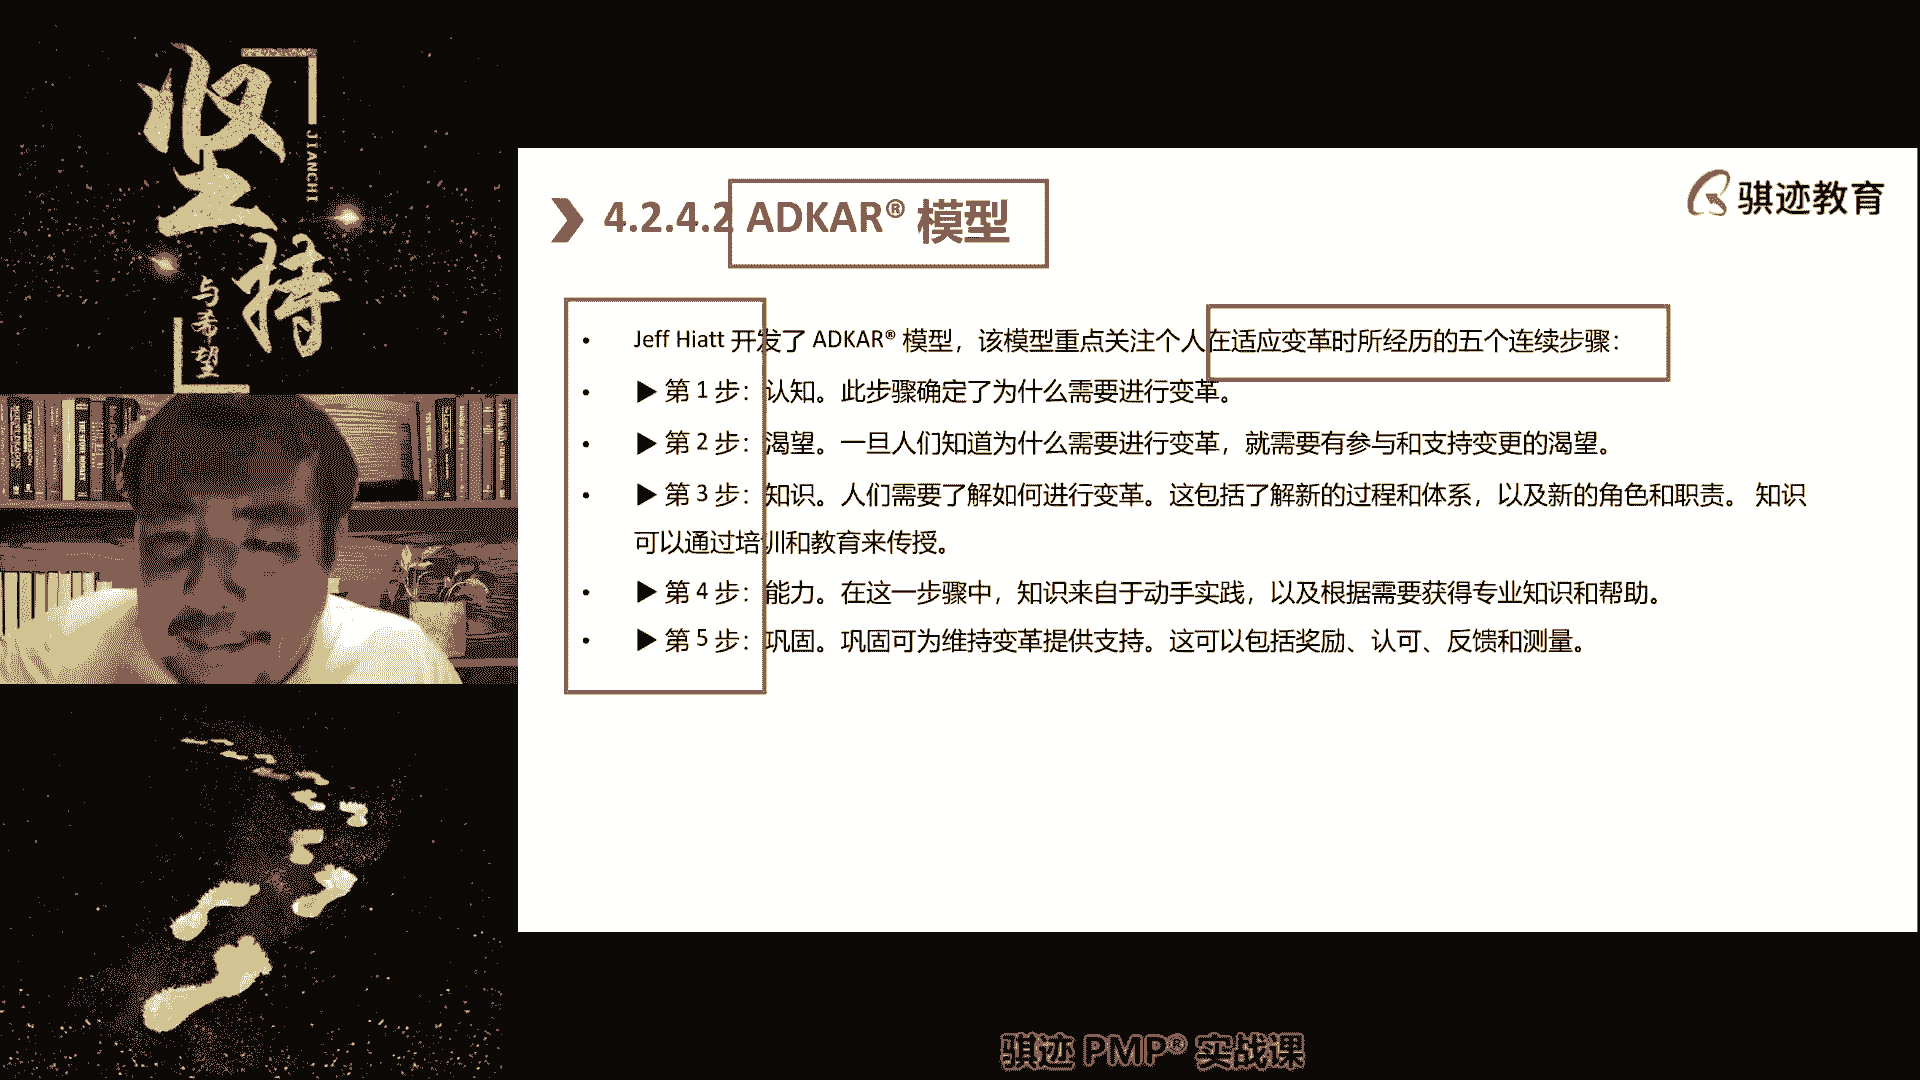 坚持
JIANCHI
与希望
骐迹教育
4.2.4.2 ADKAR® 模型
• Jeff Hiatt 开发了 ADKAR® 模型，该模型重点关注个人在适应变革时所经历的五个连续步骤：
• ▶ 第 1 步：认知。此步骤确定了为什么需要进行变革。
• ▶ 第 2 步：渴望。一旦人们知道为什么需要进行变革，就需要有参与和支持变更的渴望。
• ▶ 第 3 步：知识。人们需要了解如何进行变革。这包括了解新的过程和体系，以及新的角色和职责。 知识
可以通过培训和教育来传授。
• ▶ 第 4 步：能力。在这一步骤中，知识来自于动手实践，以及根据需要获得专业知识和帮助。
• ▶ 第 5 步：巩固。巩固可为维持变革提供支持。这可以包括奖励、认可、反馈和测量。
骐迹 PMP® 实战课